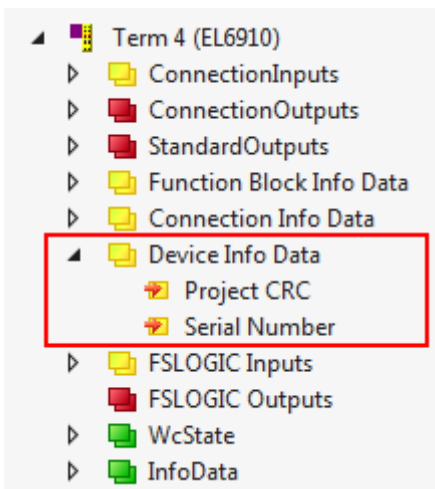 Term 4 (EL6910)
ConnectionInputs
ConnectionOutputs
StandardOutputs
Function Block Info Data
Connection Info Data
Device Info Data
Project CRC
Serial Number
FSLOGIC Inputs
FSLOGIC Outputs
WcState
InfoData